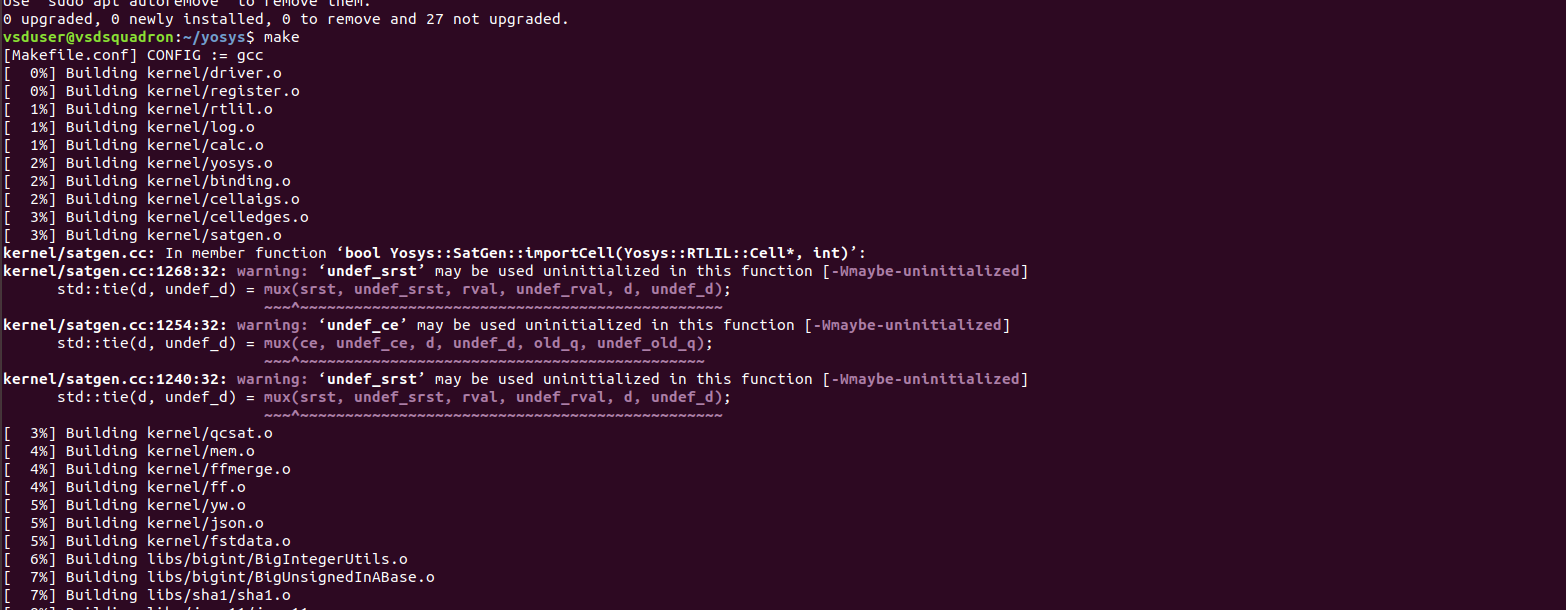 Use 'sudo apt autoremove' to remove them.
0 upgraded, 0 newly installed, 0 to remove and 27 not upgraded.
vsduser@vsdsquadron:~/yosys$ make
[Makefile.conf] CONFIG := gcc
[  0%] Building kernel/driver.o
[  0%] Building kernel/register.o
[  1%] Building kernel/rtlil.o
[  1%] Building kernel/log.o
[  1%] Building kernel/calc.o
[  2%] Building kernel/yosys.o
[  2%] Building kernel/binding.o
[  2%] Building kernel/cellaigs.o
[  3%] Building kernel/celledges.o
[  3%] Building kernel/satgen.o
kernel/satgen.cc: In member function ‘bool Yosys::SatGen::importCell(Yosys::RTLIL::Cell*, int)’:
kernel/satgen.cc:1268:32: warning: ‘undef_srst’ may be used uninitialized in this function [-Wmaybe-uninitialized]
      std::tie(d, undef_d) = mux(srst, undef_srst, rval, undef_rval, d, undef_d);
                             ~~~^~~~~~~~~~~~~~~~~~~~~~~~~~~~~~~~~~~~~~~~~~~~~~~
kernel/satgen.cc:1254:32: warning: ‘undef_ce’ may be used uninitialized in this function [-Wmaybe-uninitialized]
      std::tie(d, undef_d) = mux(ce, undef_ce, d, undef_d, old_q, undef_old_q);
                             ~~~^~~~~~~~~~~~~~~~~~~~~~~~~~~~~~~~~~~~~~~~~~~~~
kernel/satgen.cc:1240:32: warning: ‘undef_srst’ may be used uninitialized in this function [-Wmaybe-uninitialized]
      std::tie(d, undef_d) = mux(srst, undef_srst, rval, undef_rval, d, undef_d);
                             ~~~^~~~~~~~~~~~~~~~~~~~~~~~~~~~~~~~~~~~~~~~~~~~~~~
[  3%] Building kernel/qcsat.o
[  4%] Building kernel/mem.o
[  4%] Building kernel/ffmerge.o
[  4%] Building kernel/ff.o
[  5%] Building kernel/yw.o
[  5%] Building kernel/json.o
[  5%] Building kernel/fstdata.o
[  6%] Building libs/bigint/BigIntegerUtils.o
[  7%] Building libs/bigint/BigUnsignedInABase.o
[  7%] Building libs/sha1/sha1.o